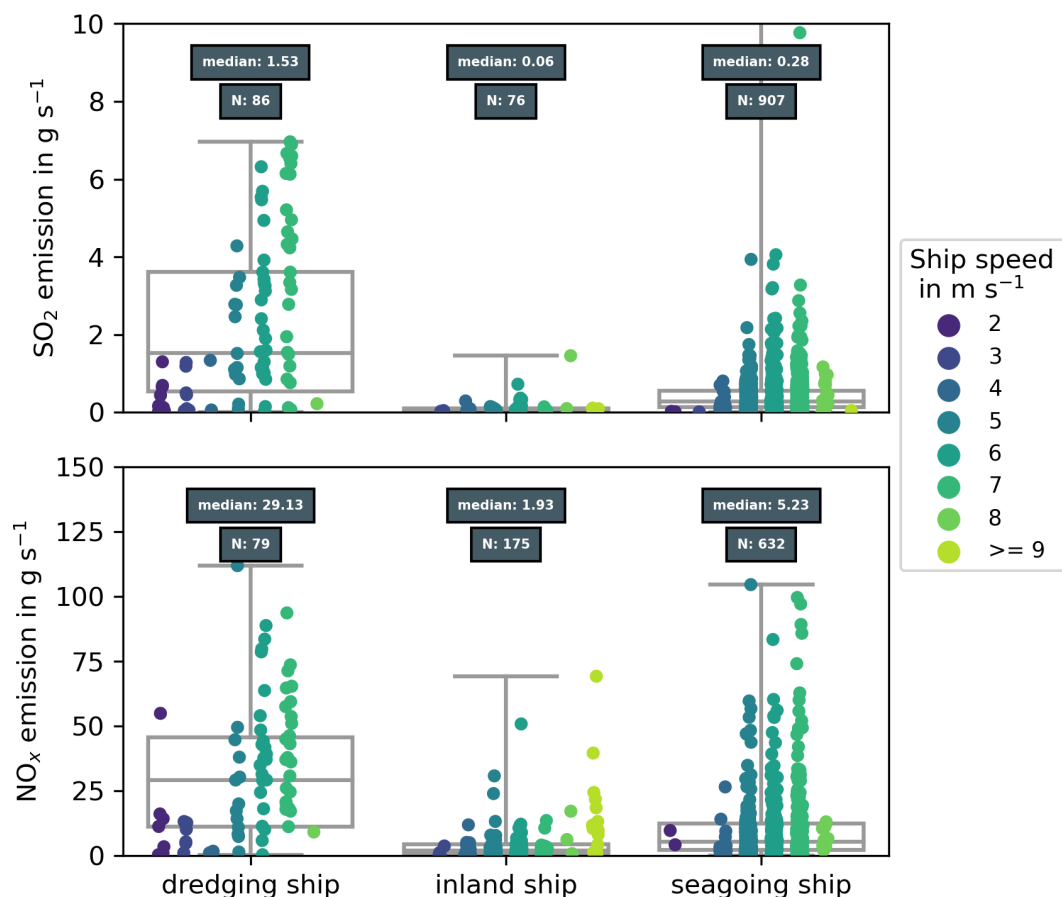 SO₂ emission in g s⁻¹
10
8
6
4
2
0
median: 1.53
N: 86
median: 0.06
N: 76
median: 0.28
N: 907
NOₓ emission in g s⁻¹
150
125
100
75
50
25
0
median: 29.13
N: 79
median: 1.93
N: 175
median: 5.23
N: 632
dredging ship
inland ship
seagoing ship
Ship speed
in m s⁻¹
2
3
4
5
6
7
8
>= 9